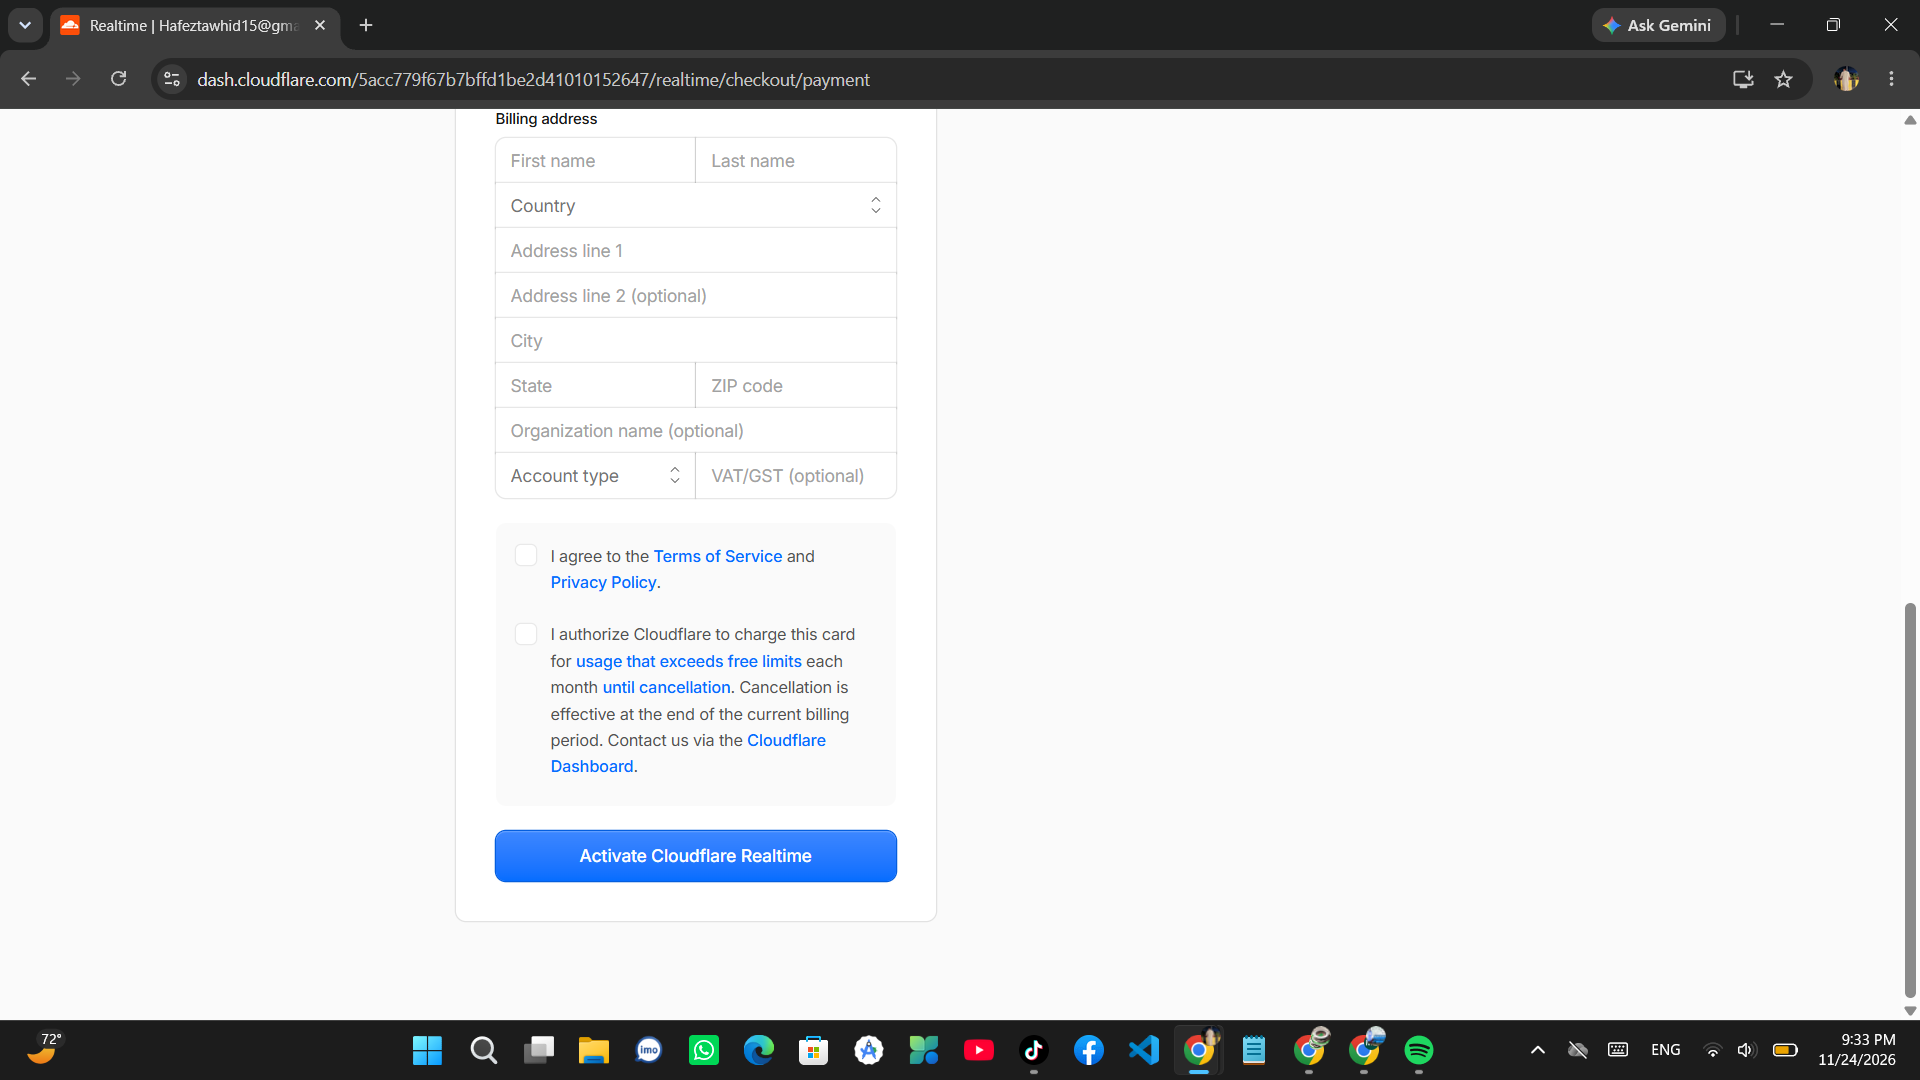 Realtime | Hafeztawhid15@gma
Ask Gemini
dash.cloudflare.com/5acc779f67b7bffd1be2d41010152647/realtime/checkout/payment
Billing address
First name
Last name
Country
Address line 1
Address line 2 (optional)
City
State
ZIP code
Organization name (optional)
Account type
VAT/GST (optional)
I agree to the Terms of Service and
Privacy Policy.
I authorize Cloudflare to charge this card
for usage that exceeds free limits each
month until cancellation. Cancellation is
effective at the end of the current billing
period. Contact us via the Cloudflare
Dashboard.
Activate Cloudflare Realtime
72°
imo
ENG
9:33 PM
11/24/2026